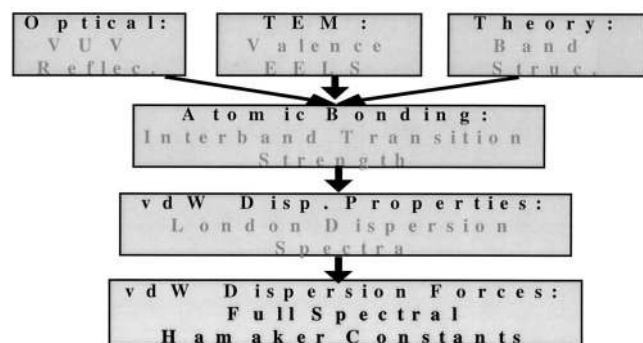 Optical:
VUV
Reflec.
TEM:
Valence
EELS
Theory:
Band
Struc.
Atomic Bonding:
Interband Transition
Strength
vdW Disp. Properties:
London Dispersion
Spectra
vdW Dispersion Forces:
Full Spectral
Hamaker Constants